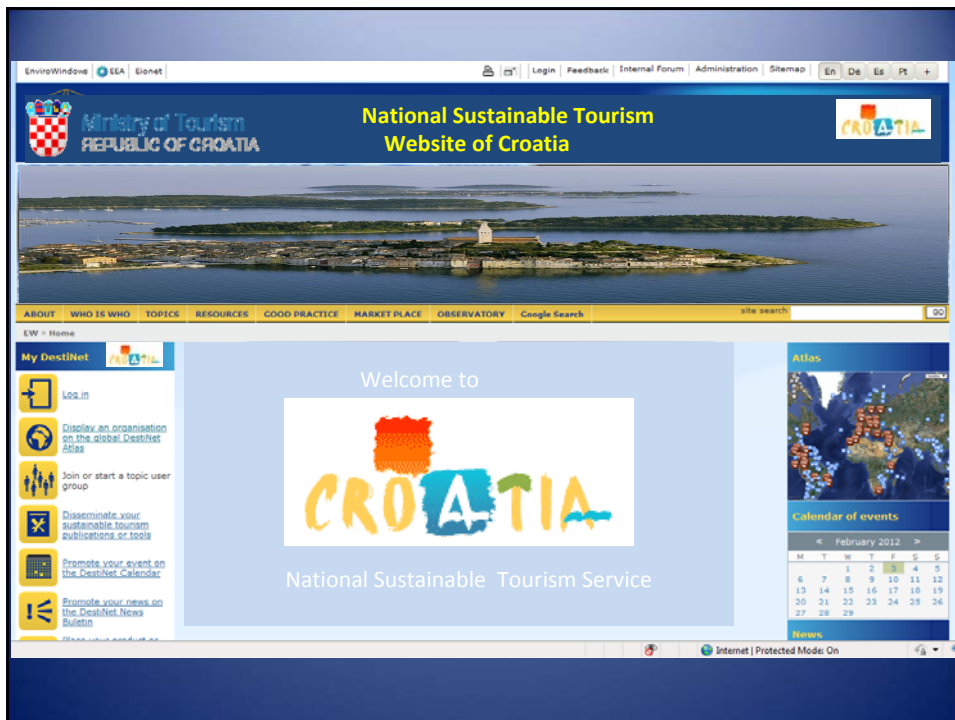 EnviroWindows EEA Eionet
Login Feedback Internal Forum Administration Sitemap En De Es Pt +
Ministry of Tourism
REPUBLIC OF CROATIA
National Sustainable Tourism
Website of Croatia
CROATIA
ABOUT WHO IS WHO TOPICS RESOURCES GOOD PRACTICE MARKET PLACE OBSERVATORY Google Search site search GO
EW » Home
My DestiNet CROATIA
Log in
Display an organisation
on the global DestiNet
Atlas
Join or start a topic user
group
Disseminate your
sustainable tourism
publications or tools
Promote your event on
the DestiNet Calendar
Promote your news on
the DestiNet News
Buletin
Place your product or
Welcome to
CROATIA
National Sustainable Tourism Service
Atlas
Calendar of events
« February 2012 »
M T W T F S S
1 2 3 4 5
6 7 8 9 10 11 12
13 14 15 16 17 18 19
20 21 22 23 24 25 26
27 28 29
News
Internet | Protected Mode: On